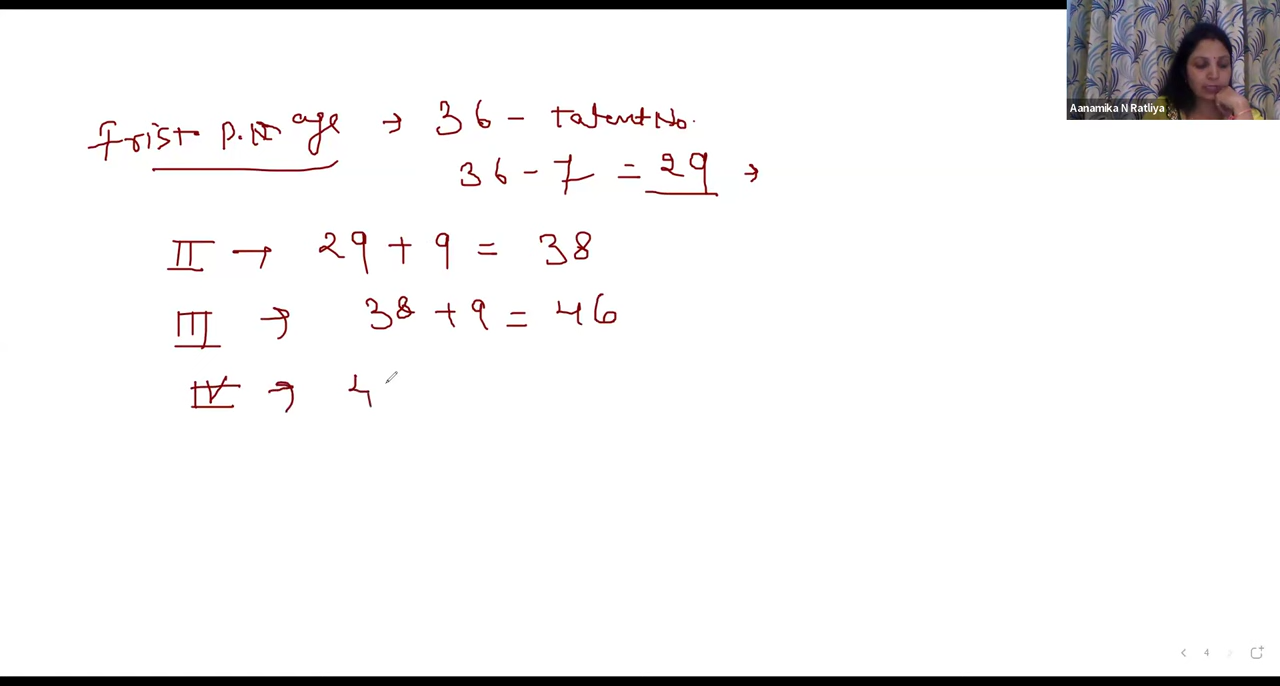 Aanamika N Ratliya
Frist P.N age → 36 - Talent No.
36 - 7 = 29 →
II → 29 + 9 = 38
III → 38 + 9 = 46
IV → 4
4